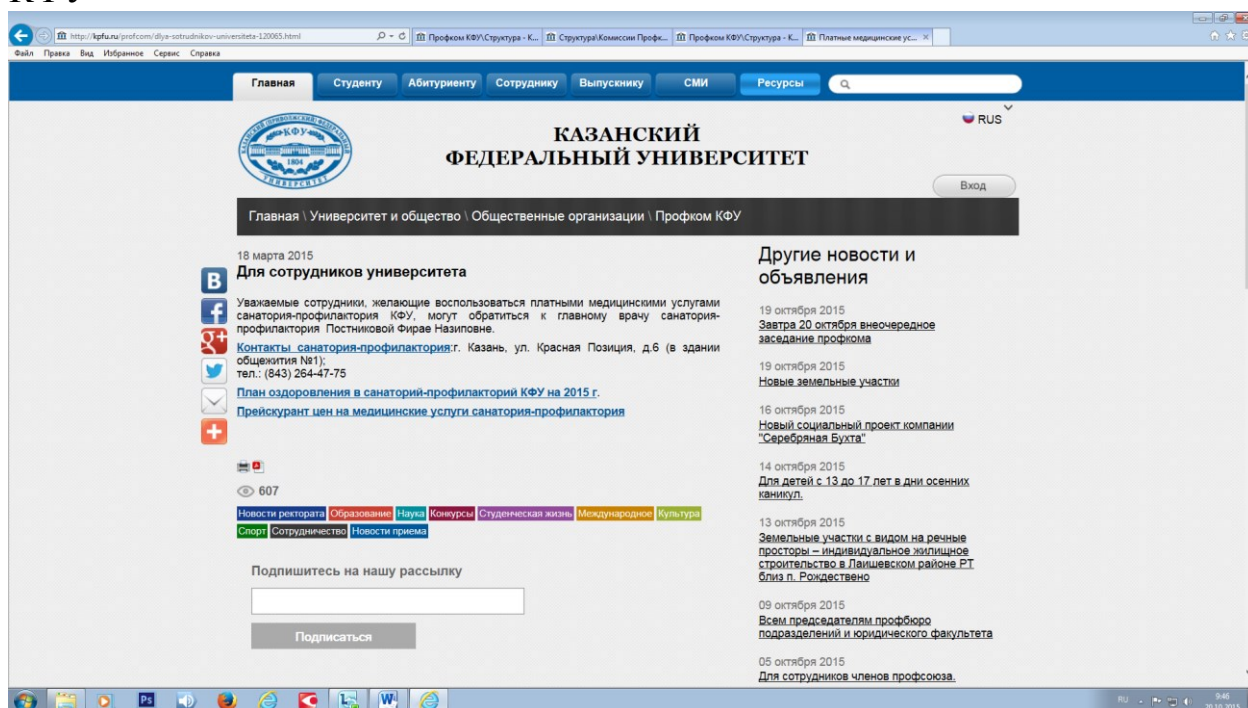 КФУ
http://kpfu.ru/profcom/dlya-sotrudnikov-universiteta-120065.html
Профком КФУ\Структура - К...
Структура\Комиссии Профк...
Профком КФУ\Структура - К...
Платные медицинские ус...
Файл Правка Вид Избранное Сервис Справка
Главная Студенту Абитуриенту Сотруднику Выпускнику СМИ Ресурсы
RUS
КАЗАНСКИЙ
ФЕДЕРАЛЬНЫЙ УНИВЕРСИТЕТ
КФУ
1804
УНИВЕРСИТЕТ
Вход
Главная \ Университет и общество \ Общественные организации \ Профком КФУ
18 марта 2015
Для сотрудников университета
Уважаемые сотрудники, желающие воспользоваться платными медицинскими услугами
санатория-профилактория КФУ, могут обратиться к главному врачу санатория-
профилактория Постниковой Фирае Назиповне.
Контакты санатория-профилактория:г. Казань, ул. Красная Позиция, д.6 (в здании
общежития №1);
тел.: (843) 264-47-75
План оздоровления в санаторий-профилакторий КФУ на 2015 г.
Прейскурант цен на медицинские услуги санатория-профилактория
607
Новости ректората Образование Наука Конкурсы Студенческая жизнь Международное Культура
Спорт Сотрудничество Новости приема
Подпишитесь на нашу рассылку
Подписаться
Другие новости и
объявления
19 октября 2015
Завтра 20 октября внеочередное
заседание профкома
19 октября 2015
Новые земельные участки
16 октября 2015
Новый социальный проект компании
"Серебряная Бухта"
14 октября 2015
Для детей с 13 до 17 лет в дни осенних
каникул.
13 октября 2015
Земельные участки с видом на речные
просторы – индивидуальное жилищное
строительство в Лаишевском районе РТ
близ п. Рождествено
09 октября 2015
Всем председателям профбюро
подразделений и юридического факультета
05 октября 2015
Для сотрудников членов профсоюза.
RU
9:46
20.10.2015